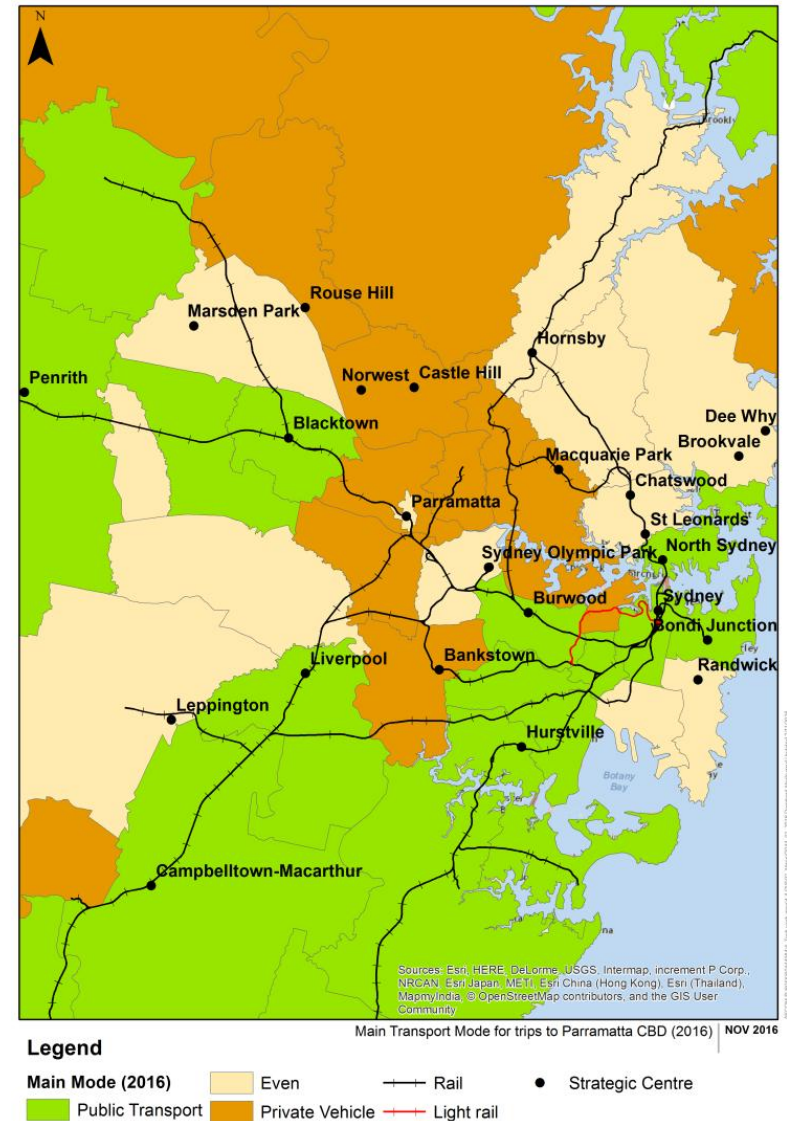 N
Brookl
Rouse Hill
Marsden Park
Hornsby
Penrith
Norwest
Castle Hill
Dee Why
Blacktown
Brookvale
Macquarie Park
Chatswood
Parramatta
St Leonards
Sydney Olympic Park
North Sydney
Burwood
Sydney
Bondi Junction
Liverpool
Bankstown
Randwick
Leppington
Hurstville
Botany
Bay
Campbelltown-Macarthur
Sources: Esri, HERE, DeLorme, USGS, Intermap, increment P Corp.,
NRCAN, Esri Japan, METI, Esri China (Hong Kong), Esri (Thailand),
MapmyIndia, © OpenStreetMap contributors, and the GIS User
Community
Main Transport Mode for trips to Parramatta CBD (2016) NOV 2016
Legend
Main Mode (2016)
Even
Rail
Strategic Centre
Public Transport
Private Vehicle
Light rail